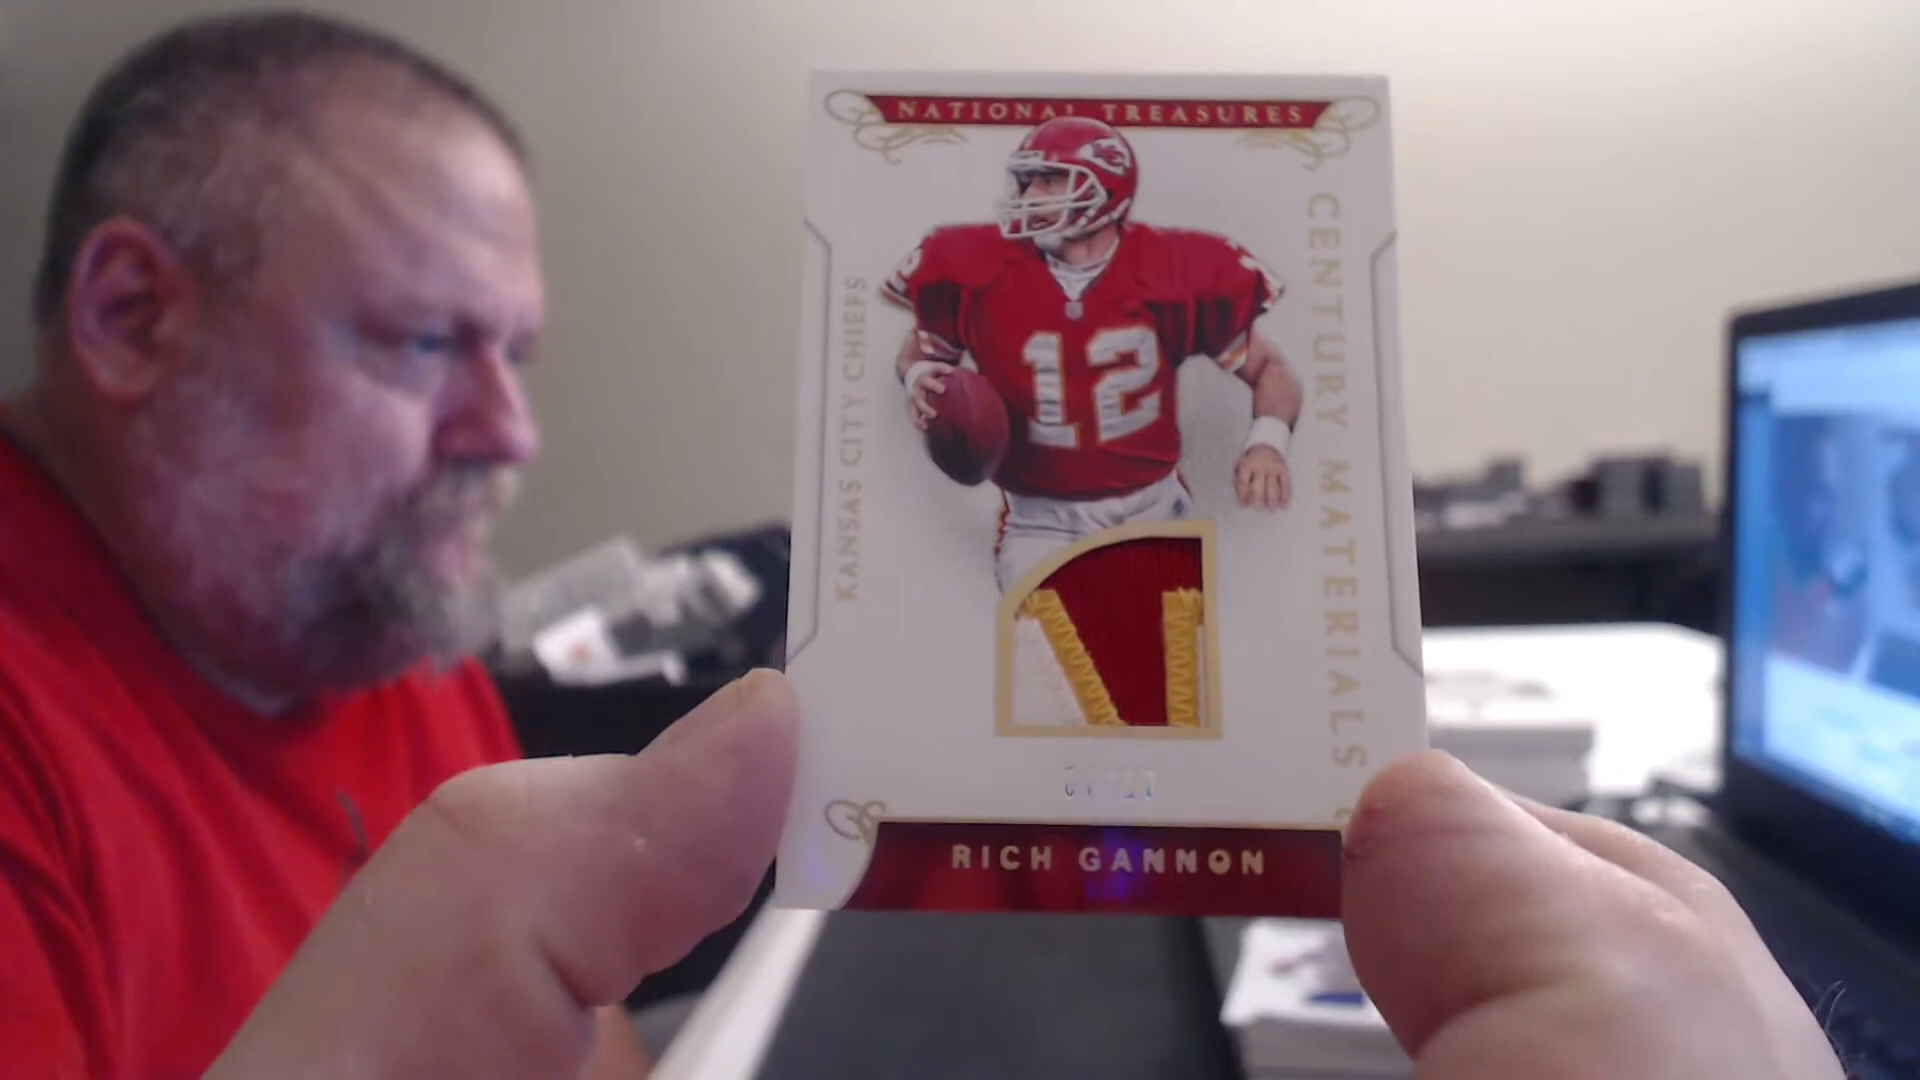 NATIONAL TREASURES
KANSAS CITY CHIEFS
CENTURY MATERIALS
12
RICH GANNON